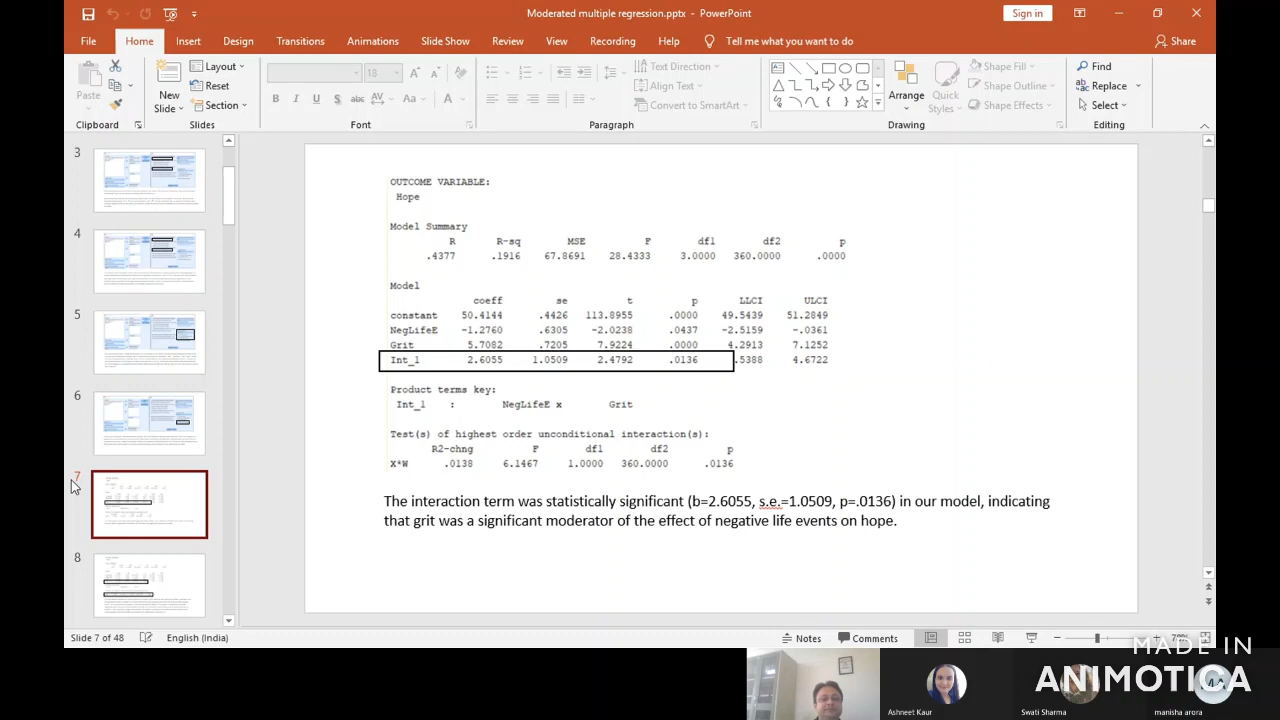 Moderated multiple regression.pptx - PowerPoint
Sign in
File Home Insert Design Transitions Animations Slide Show Review View Recording Help Tell me what you want to do Share
Paste
New Slide
Layout
Reset
Section
18
B I U S abc AV Aa A
Text Direction
Align Text
Convert to SmartArt
Arrange
Quick Styles
Shape Fill
Shape Outline
Shape Effects
Find
Replace
Select
Clipboard Slides Font Paragraph Drawing Editing
3
4
5
6
7
8
OUTCOME VARIABLE:
Hope
Model Summary
R R-sq MSE F df1 df2 p
.4377 .1916 67.8691 28.4333 3.0000 360.0000 .0000
Model
coeff se t p LLCI ULCI
constant 50.4144 .4426 113.8955 .0000 49.5439 51.2849
NegLifeE -1.2760 .6305 -2.0238 .0437 -2.5159 -.0361
Grit 5.7082 .7205 7.9224 .0000 4.2913 7.1252
Int_1 2.6055 1.0509 2.4792 .0136 .5388 4.6722
Product terms key:
Int_1 : NegLifeE x Grit
Test(s) of highest order unconditional interaction(s):
R2-chng F df1 df2 p
X*W .0138 6.1467 1.0000 360.0000 .0136
The interaction term was statistically significant (b=2.6055, s.e.=1.0509, p=.0136) in our model, indicating
that grit was a significant moderator of the effect of negative life events on hope.
Slide 7 of 48 English (India) Notes Comments
MADE IN
ANIMOTICA
Ashneet Kaur Swati Sharma manisha arora